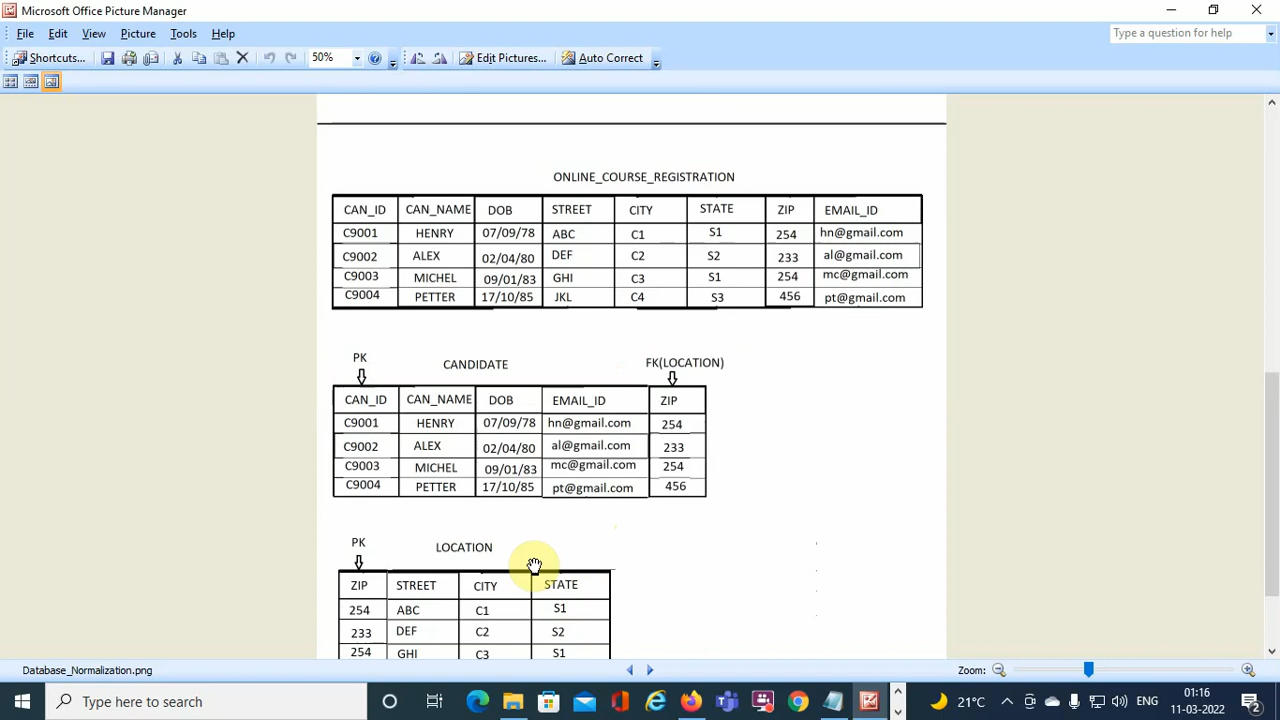 Microsoft Office Picture Manager
File Edit View Picture Tools Help
Type a question for help
Shortcuts... 50% Edit Pictures... Auto Correct
ONLINE_COURSE_REGISTRATION
CAN_ID CAN_NAME DOB STREET CITY STATE ZIP EMAIL_ID
C9001 HENRY 07/09/78 ABC C1 S1 254 hn@gmail.com
C9002 ALEX 02/04/80 DEF C2 S2 233 al@gmail.com
C9003 MICHEL 09/01/83 GHI C3 S1 254 mc@gmail.com
C9004 PETTER 17/10/85 JKL C4 S3 456 pt@gmail.com
PK CANDIDATE FK(LOCATION)
CAN_ID CAN_NAME DOB EMAIL_ID ZIP
C9001 HENRY 07/09/78 hn@gmail.com 254
C9002 ALEX 02/04/80 al@gmail.com 233
C9003 MICHEL 09/01/83 mc@gmail.com 254
C9004 PETTER 17/10/85 pt@gmail.com 456
PK LOCATION
ZIP STREET CITY STATE
254 ABC C1 S1
233 DEF C2 S2
254 GHI C3 S1
Database_Normalization.png Zoom:
Type here to search 21°C ENG 01:16
11-03-2022 2